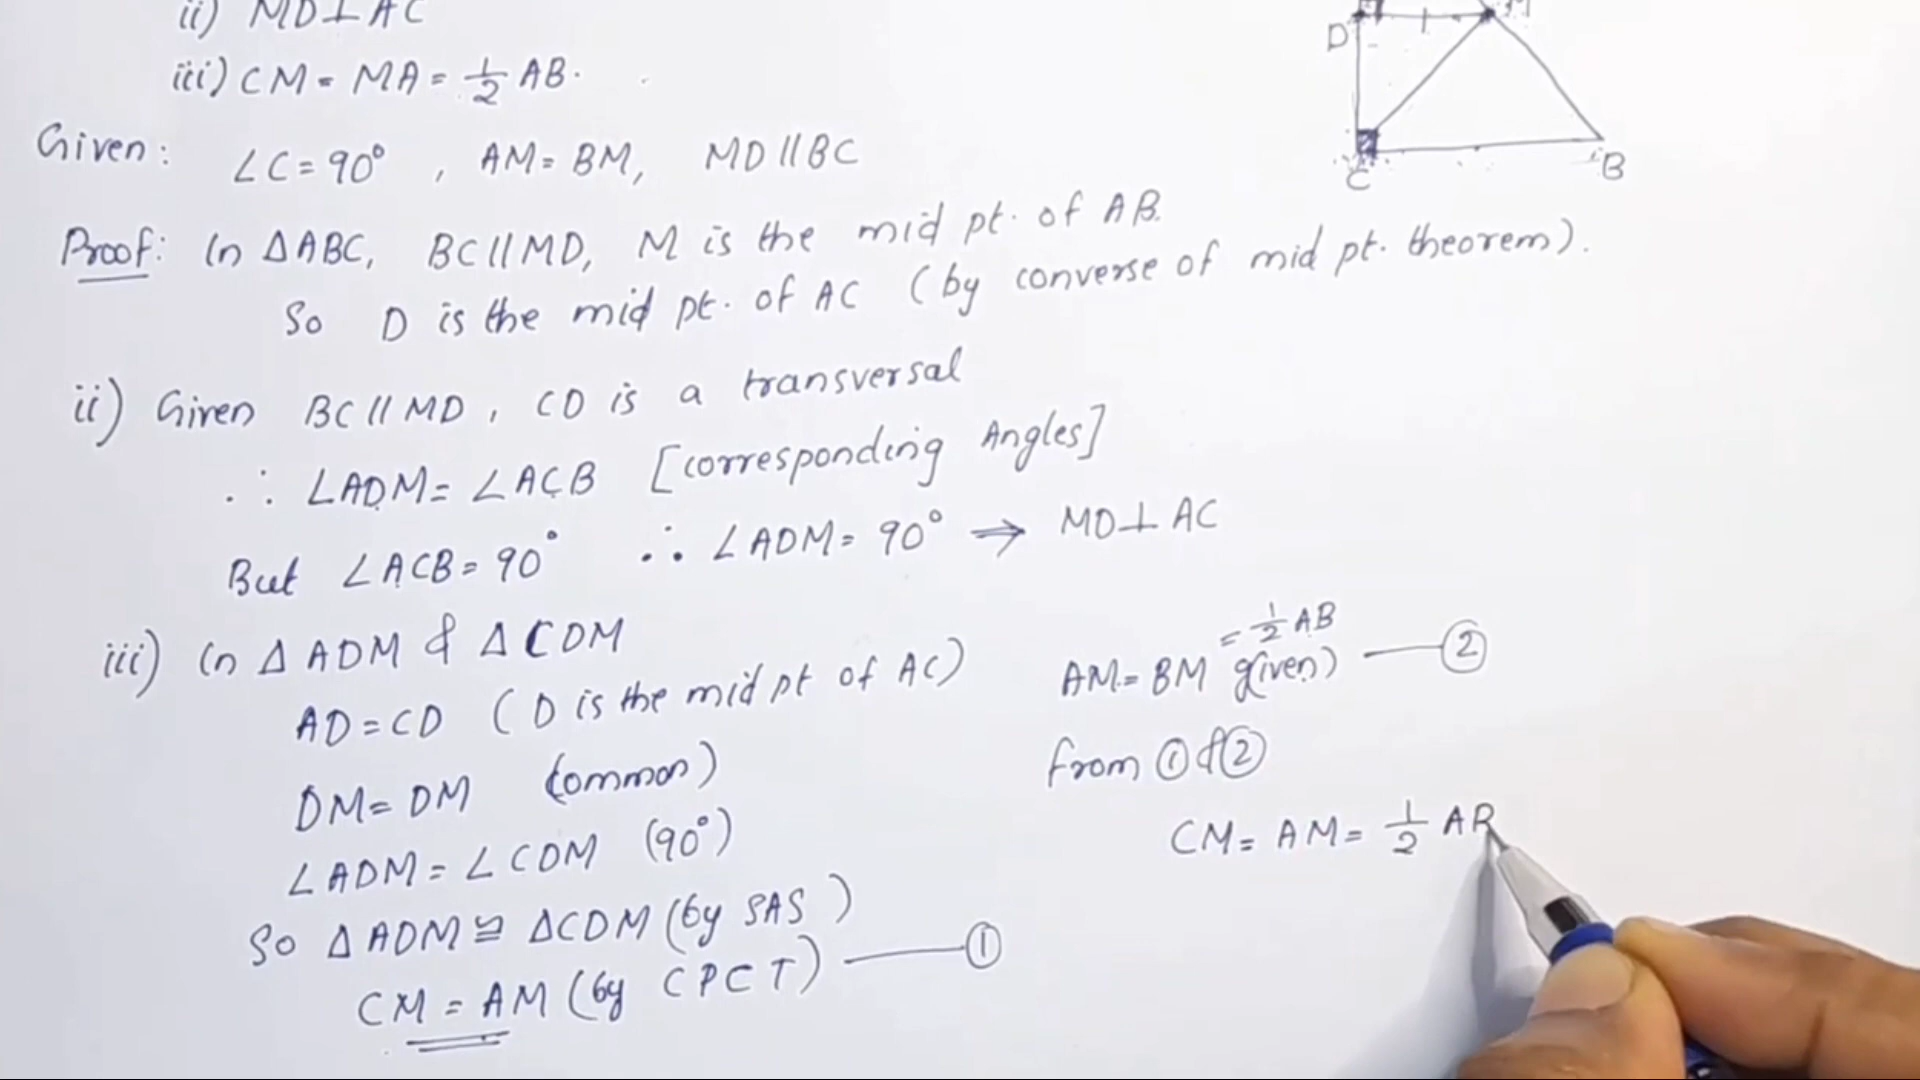 ii) MD⊥AC
iii) CM = MA = 1/2 AB.
Given: ∠C = 90°, AM = BM, MD // BC
Proof: In ΔABC, BC // MD, M is the mid pt. of AB.
So D is the mid pt. of AC (by converse of mid pt. theorem).
ii) Given BC // MD, CD is a transversal
∴ ∠ADM = ∠ACB [corresponding Angles]
But ∠ACB = 90° ∴ ∠ADM = 90° ⇒ MD⊥AC
iii) In Δ ADM & Δ CDM
AD = CD (D is the mid pt of AC)
DM = DM (common)
∠ADM = ∠CDM (90°)
So Δ ADM ≅ ΔCDM (by SAS)
CM = AM (by CPCT) — ①
= 1/2 AB
AM = BM given) — ②
from ① & ②
CM = AM = 1/2 AB
D M
C B